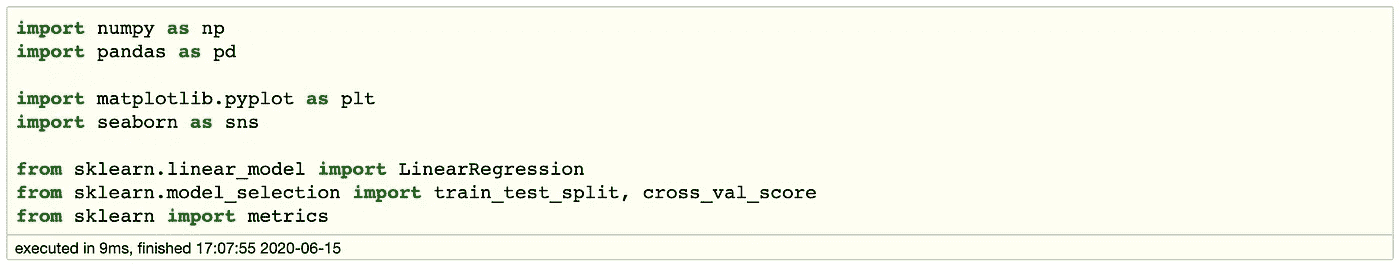 import numpy as np
import pandas as pd
import matplotlib.pyplot as plt
import seaborn as sns
from sklearn.linear_model import LinearRegression
from sklearn.model_selection import train_test_split, cross_val_score
from sklearn import metrics
executed in 9ms, finished 17:07:55 2020-06-15